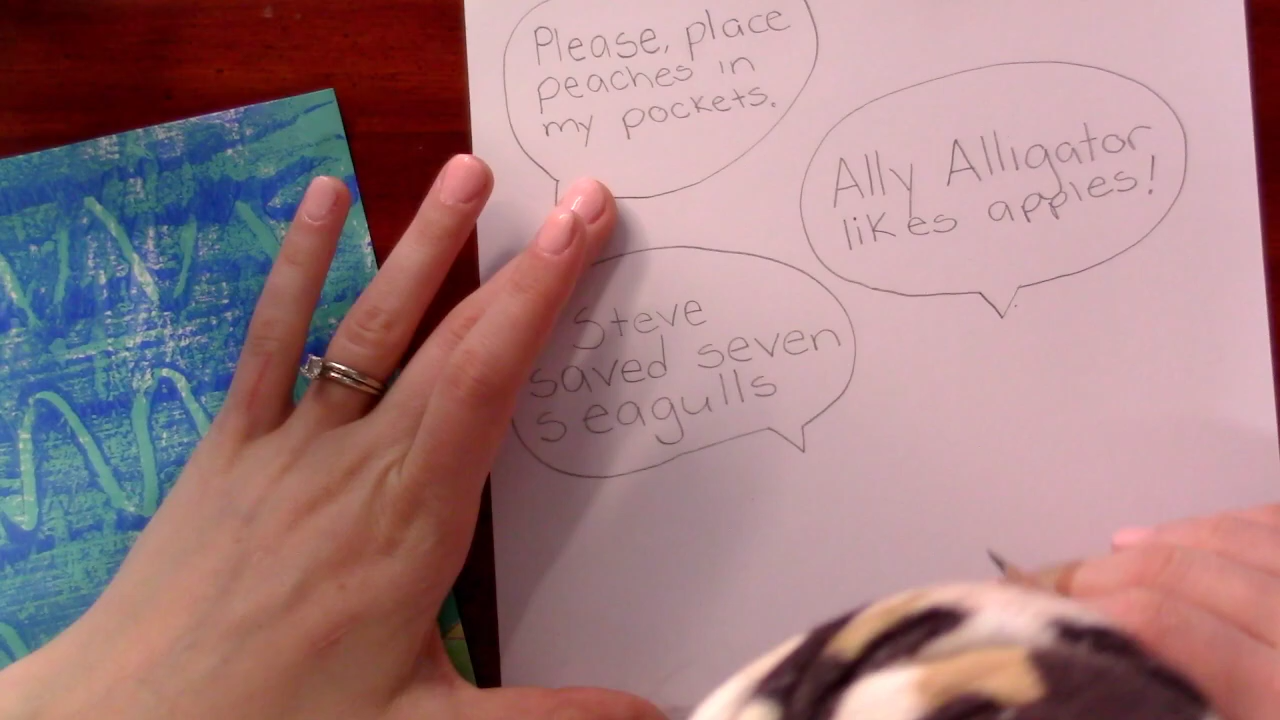 Please, place
peaches in
my pockets.
Ally Alligator
likes apples!
Steve
saved seven
seagulls